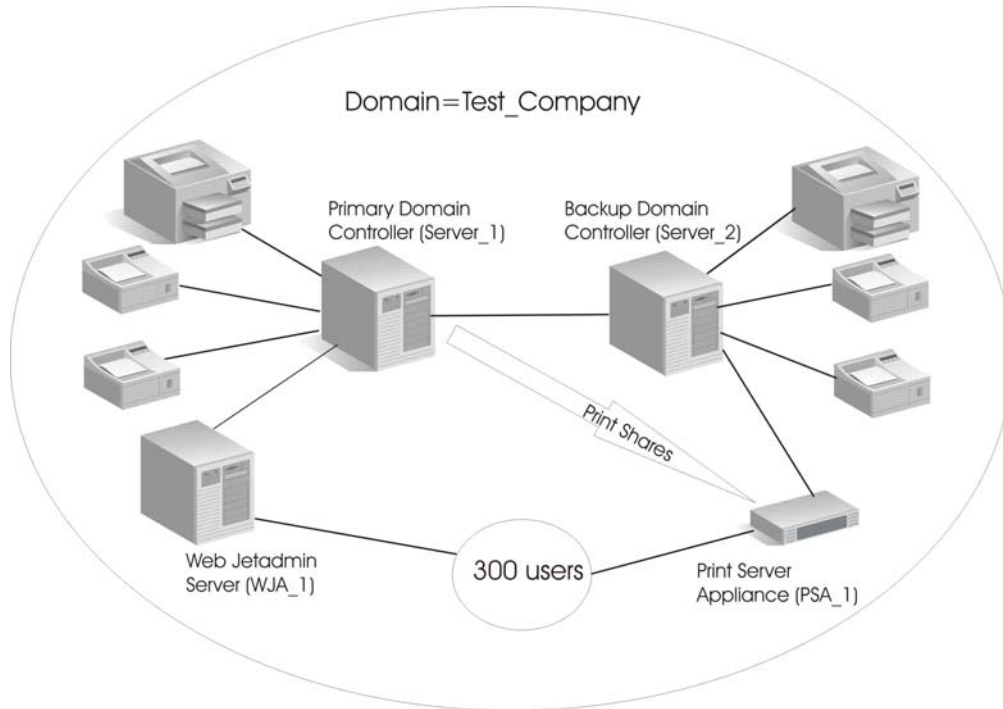 Domain=Test_Company
Primary Domain
Controller (Server_1)
Backup Domain
Controller (Server_2)
Print Shares
Web Jetadmin
Server (WJA_1)
300 users
Print Server
Appliance (PSA_1)